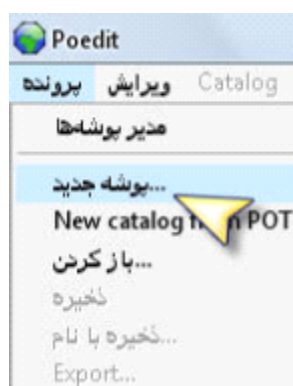 Poedit
پرونده ویرایش Catalog
مدیر پوشه‌ها
پوشه جدید...
New catalog from POT
باز کردن...
ذخیره
ذخیره با نام...
Export...